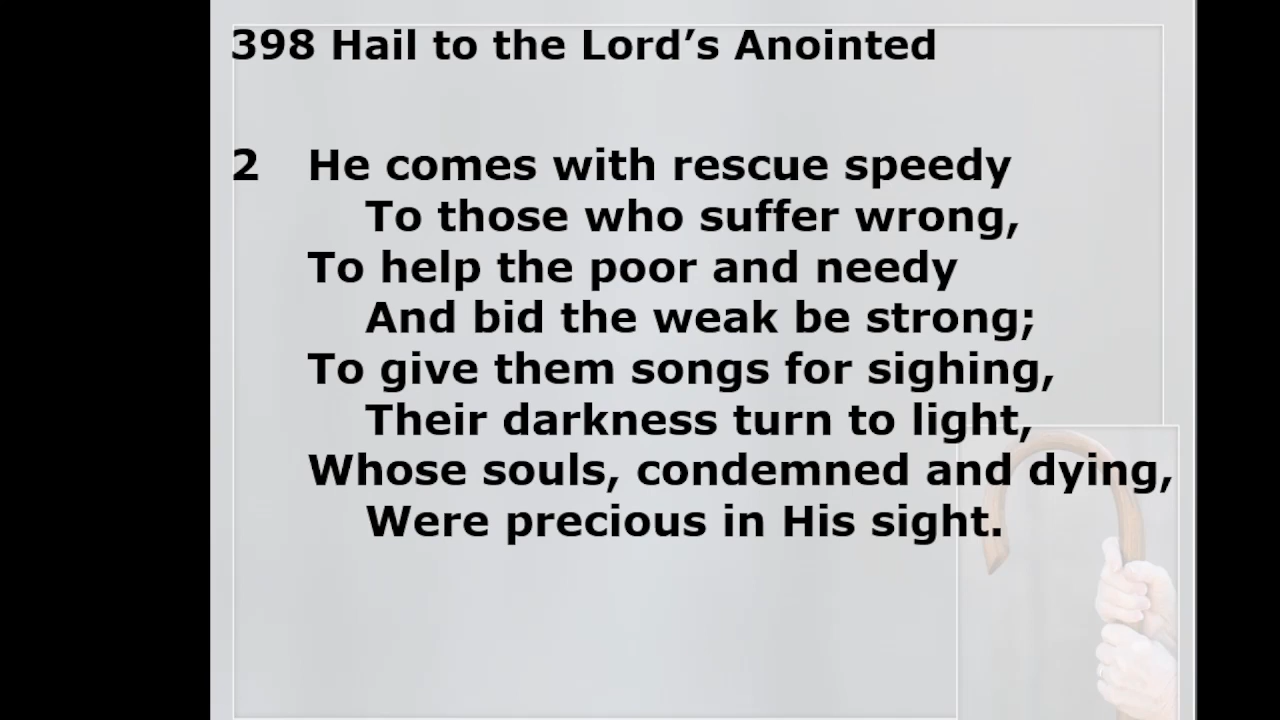 398 Hail to the Lord’s Anointed
2 He comes with rescue speedy
To those who suffer wrong,
To help the poor and needy
And bid the weak be strong;
To give them songs for sighing,
Their darkness turn to light,
Whose souls, condemned and dying,
Were precious in His sight.